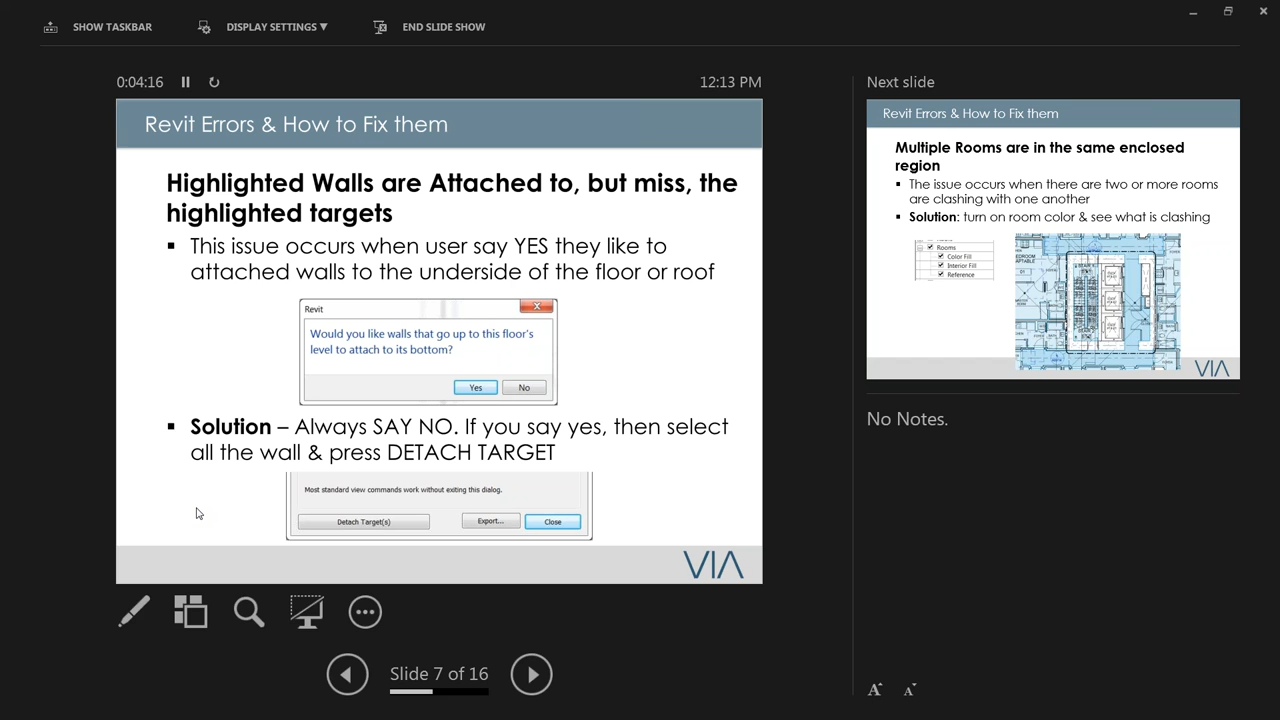 SHOW TASKBAR
DISPLAY SETTINGS ▼
END SLIDE SHOW
0:04:16
12:13 PM
Revit Errors & How to Fix them
Highlighted Walls are Attached to, but miss, the
highlighted targets
▪ This issue occurs when user say YES they like to
attached walls to the underside of the floor or roof
Revit
Would you like walls that go up to this floor's
level to attach to its bottom?
Yes
No
▪ Solution – Always SAY NO. If you say yes, then select
all the wall & press DETACH TARGET
Most standard view commands work without exiting this dialog.
Detach Target(s)
Export...
Close
VIA
Slide 7 of 16
Next slide
Revit Errors & How to Fix them
Multiple Rooms are in the same enclosed
region
▪ The issue occurs when there are two or more rooms
are clashing with one another
▪ Solution: turn on room color & see what is clashing
Rooms
Color Fill
Interior Fill
Reference
VIA
No Notes.
A
A